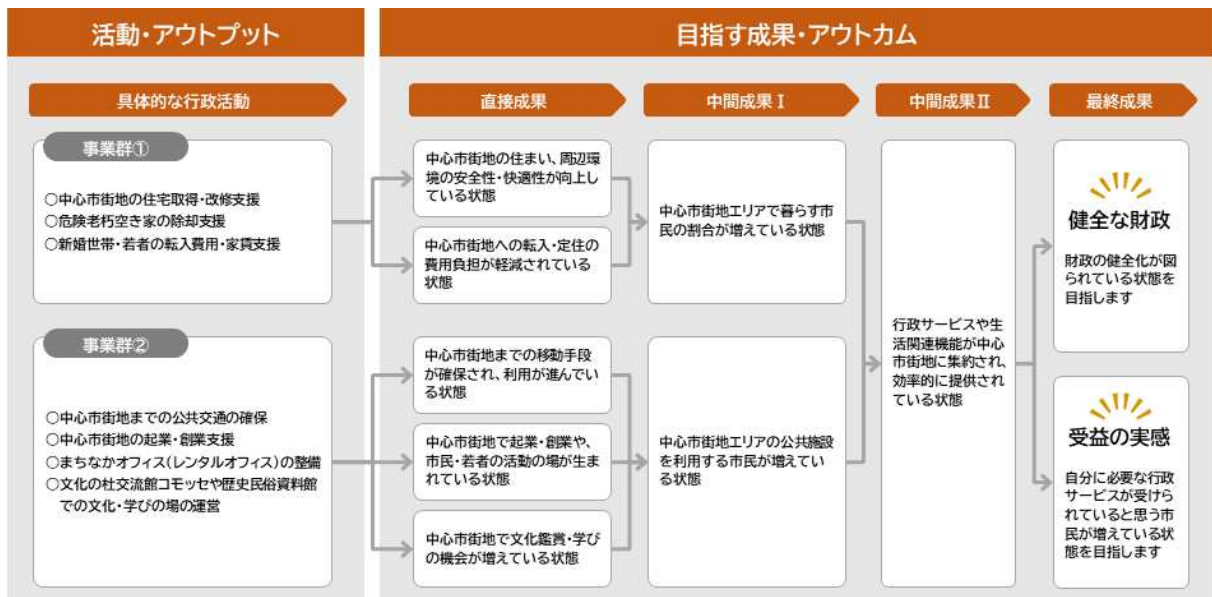 活動・アウトプット
目指す成果・アウトカム
具体的な行政活動
直接成果
中間成果Ⅰ
中間成果Ⅱ
最終成果
事業群①
○中心市街地の住宅取得・改修支援
○危険老朽空き家の除却支援
○新婚世帯・若者の転入費用・家賃支援
事業群②
○中心市街地までの公共交通の確保
○中心市街地の起業・創業支援
○まちなかオフィス(レンタルオフィス)の整備
○文化の杜交流館コモッセや歴史民俗資料館
での文化・学びの場の運営
中心市街地の住まい、周辺環
境の安全性・快適性が向上し
ている状態
中心市街地への転入・定住の
費用負担が軽減されている
状態
中心市街地までの移動手段
が確保され、利用が進んでい
る状態
中心市街地で起業・創業や、
市民・若者の活動の場が生ま
れている状態
中心市街地で文化鑑賞・学び
の機会が増えている状態
中心市街地エリアで暮らす市
民の割合が増えている状態
中心市街地エリアの公共施設
を利用する市民が増えてい
る状態
行政サービスや生
活関連機能が中心
市街地に集約され、
効率的に提供され
ている状態
健全な財政
財政の健全化が図
られている状態を
目指します
受益の実感
自分に必要な行政
サービスが受けら
れていると思う市
民が増えている状
態を目指します